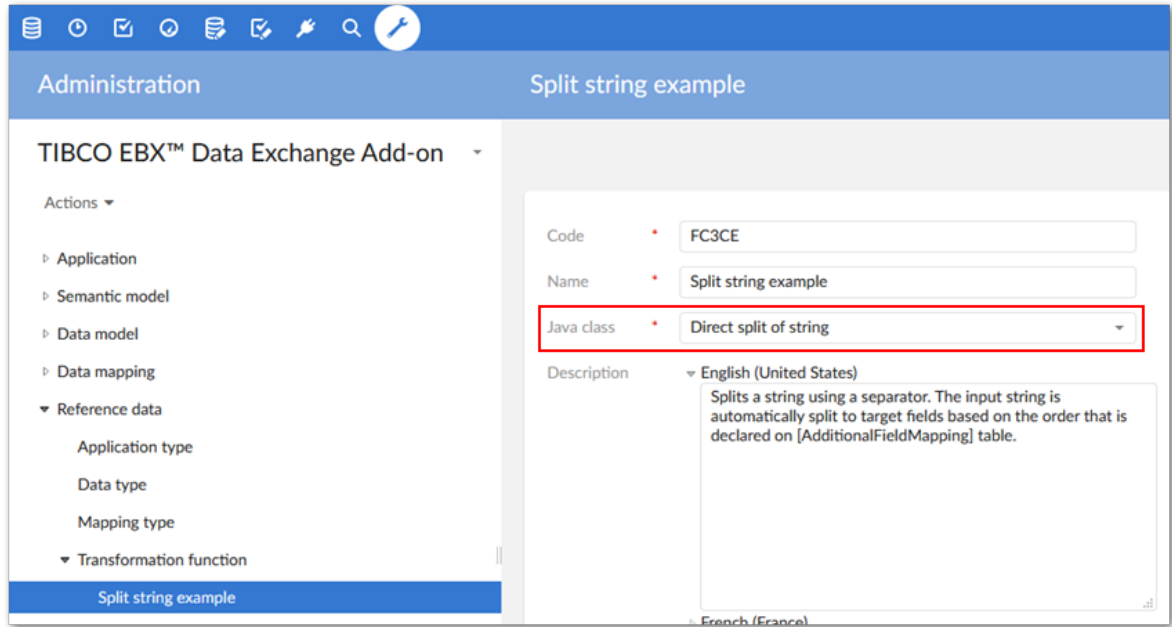 Administration
Split string example
TIBCO EBX™ Data Exchange Add-on
Actions
Application
Semantic model
Data model
Data mapping
Reference data
Application type
Data type
Mapping type
Transformation function
Split string example
Code * FC3CE
Name * Split string example
Java class * Direct split of string
Description
English (United States)
Splits a string using a separator. The input string is
automatically split to target fields based on the order that is
declared on [AdditionalFieldMapping] table.
French (France)